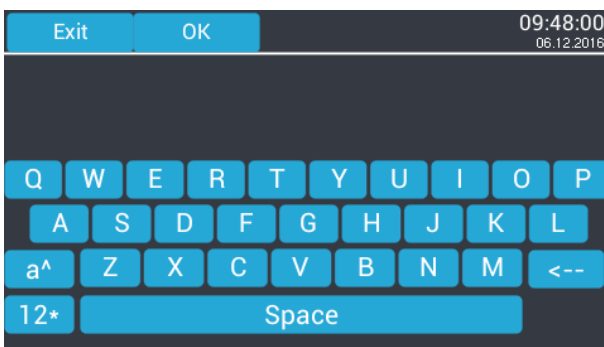 Exit OK 09:48:00
06.12.2016
Q W E R T Y U I O P
A S D F G H J K L
a^ Z X C V B N M <--
12* Space